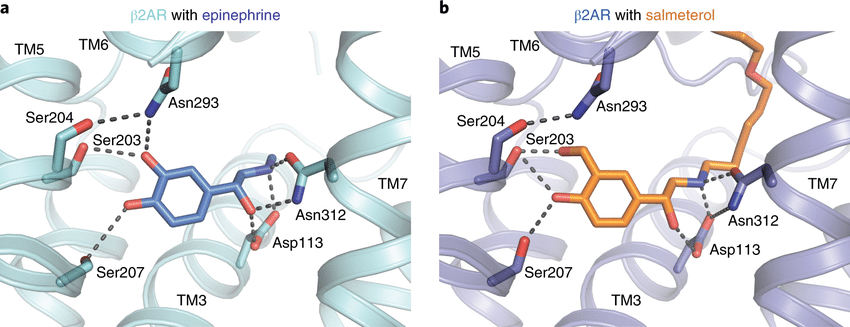 a
β2AR with epinephrine
TM5
TM6
Asn293
Ser204
Ser203
TM7
Asn312
Asp113
Ser207
TM3
b
β2AR with salmeterol
TM5
TM6
Asn293
Ser204
Ser203
TM7
Asn312
Asp113
Ser207
TM3